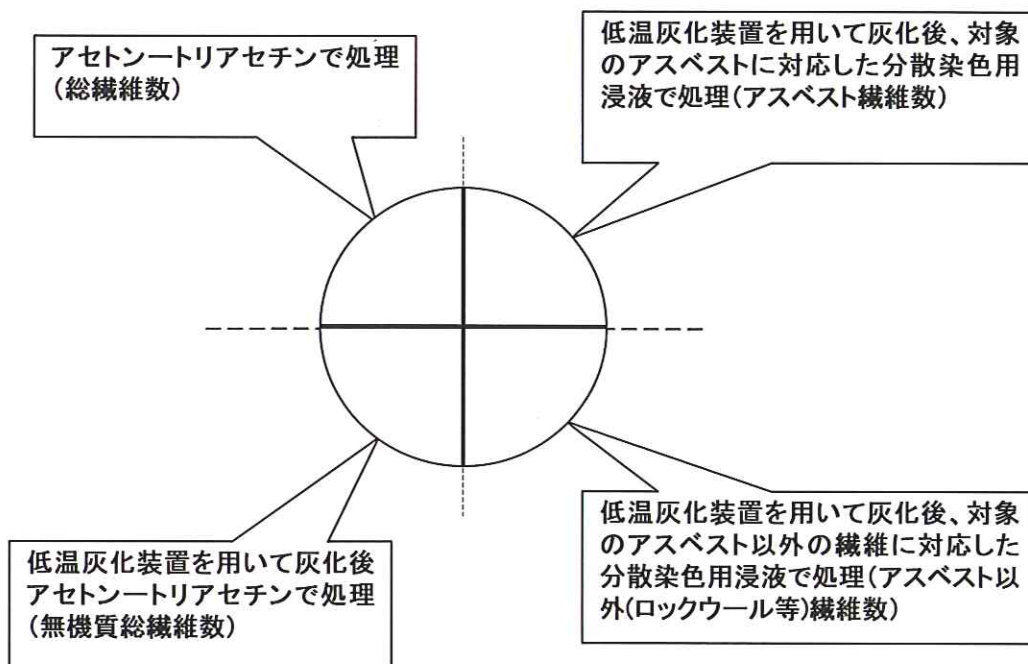 アセトンートリアセチンで処理
(総繊維数)
低温灰化装置を用いて灰化後、対象
のアスベストに対応した分散染色用
浸液で処理(アスベスト繊維数)
低温灰化装置を用いて灰化後
アセトンートリアセチンで処理
(無機質総繊維数)
低温灰化装置を用いて灰化後、対象
のアスベスト以外の繊維に対応した
分散染色用浸液で処理(アスベスト以
外(ロックウール等)繊維数)